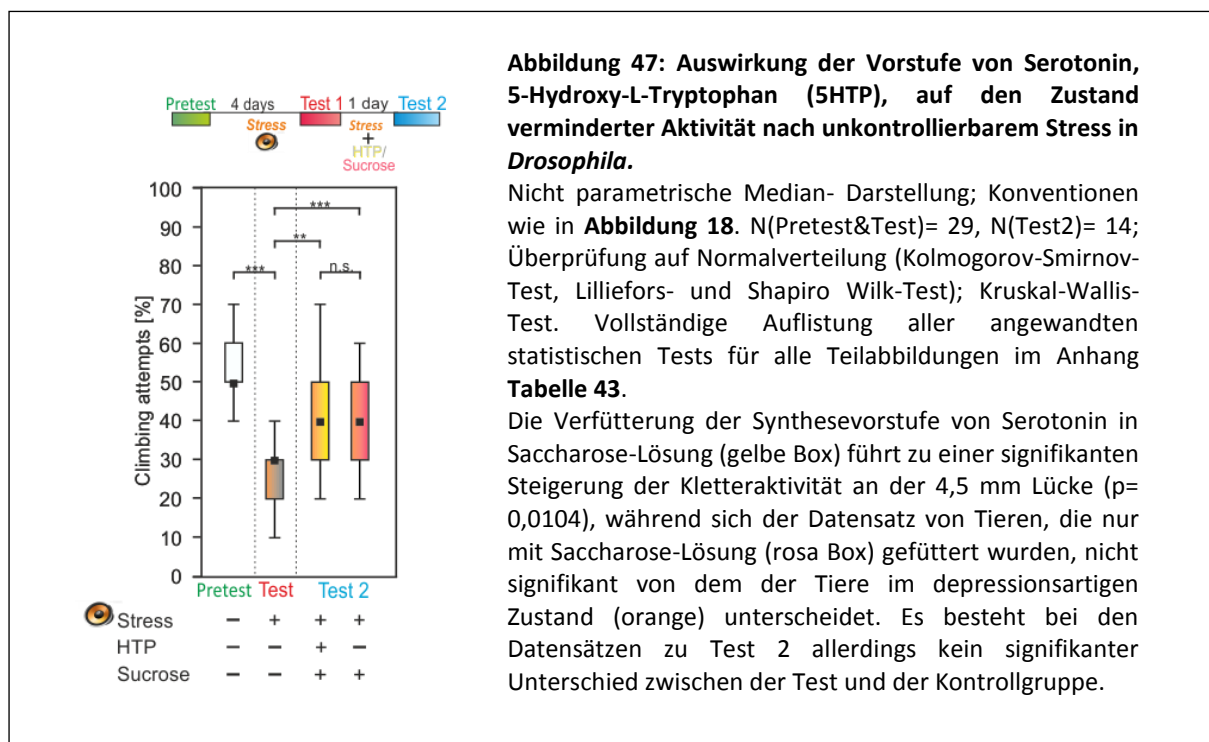 Abbildung 47: Auswirkung der Vorstufe von Serotonin,
5-Hydroxy-L-Tryptophan (5HTP), auf den Zustand
verminderter Aktivität nach unkontrollierbarem Stress in
Drosophila.
Nicht parametrische Median- Darstellung; Konventionen
wie in Abbildung 18. N(Pretest&Test)= 29, N(Test2)= 14;
Überprüfung auf Normalverteilung (Kolmogorov-Smirnov-
Test, Lilliefors- und Shapiro Wilk-Test); Kruskal-Wallis-
Test. Vollständige Auflistung aller angewandten
statistischen Tests für alle Teilabbildungen im Anhang
Tabelle 43.
Die Verfütterung der Synthesevorstufe von Serotonin in
Saccharose-Lösung (gelbe Box) führt zu einer signifikanten
Steigerung der Kletteraktivität an der 4,5 mm Lücke (p=
0,0104), während sich der Datensatz von Tieren, die nur
mit Saccharose-Lösung (rosa Box) gefüttert wurden, nicht
signifikant von dem der Tiere im depressionsartigen
Zustand (orange) unterscheidet. Es besteht bei den
Datensätzen zu Test 2 allerdings kein signifikanter
Unterschied zwischen der Test und der Kontrollgruppe.
Pretest 4 days Test 1 1 day Test 2
Stress Stress
+
HTP/
Sucrose
Climbing attempts [%]
100
90
80
70
60
50
40
30
20
10
0
***
**
*** n.s.
Pretest Test Test 2
Stress − + + +
HTP − − + −
Sucrose − − + +